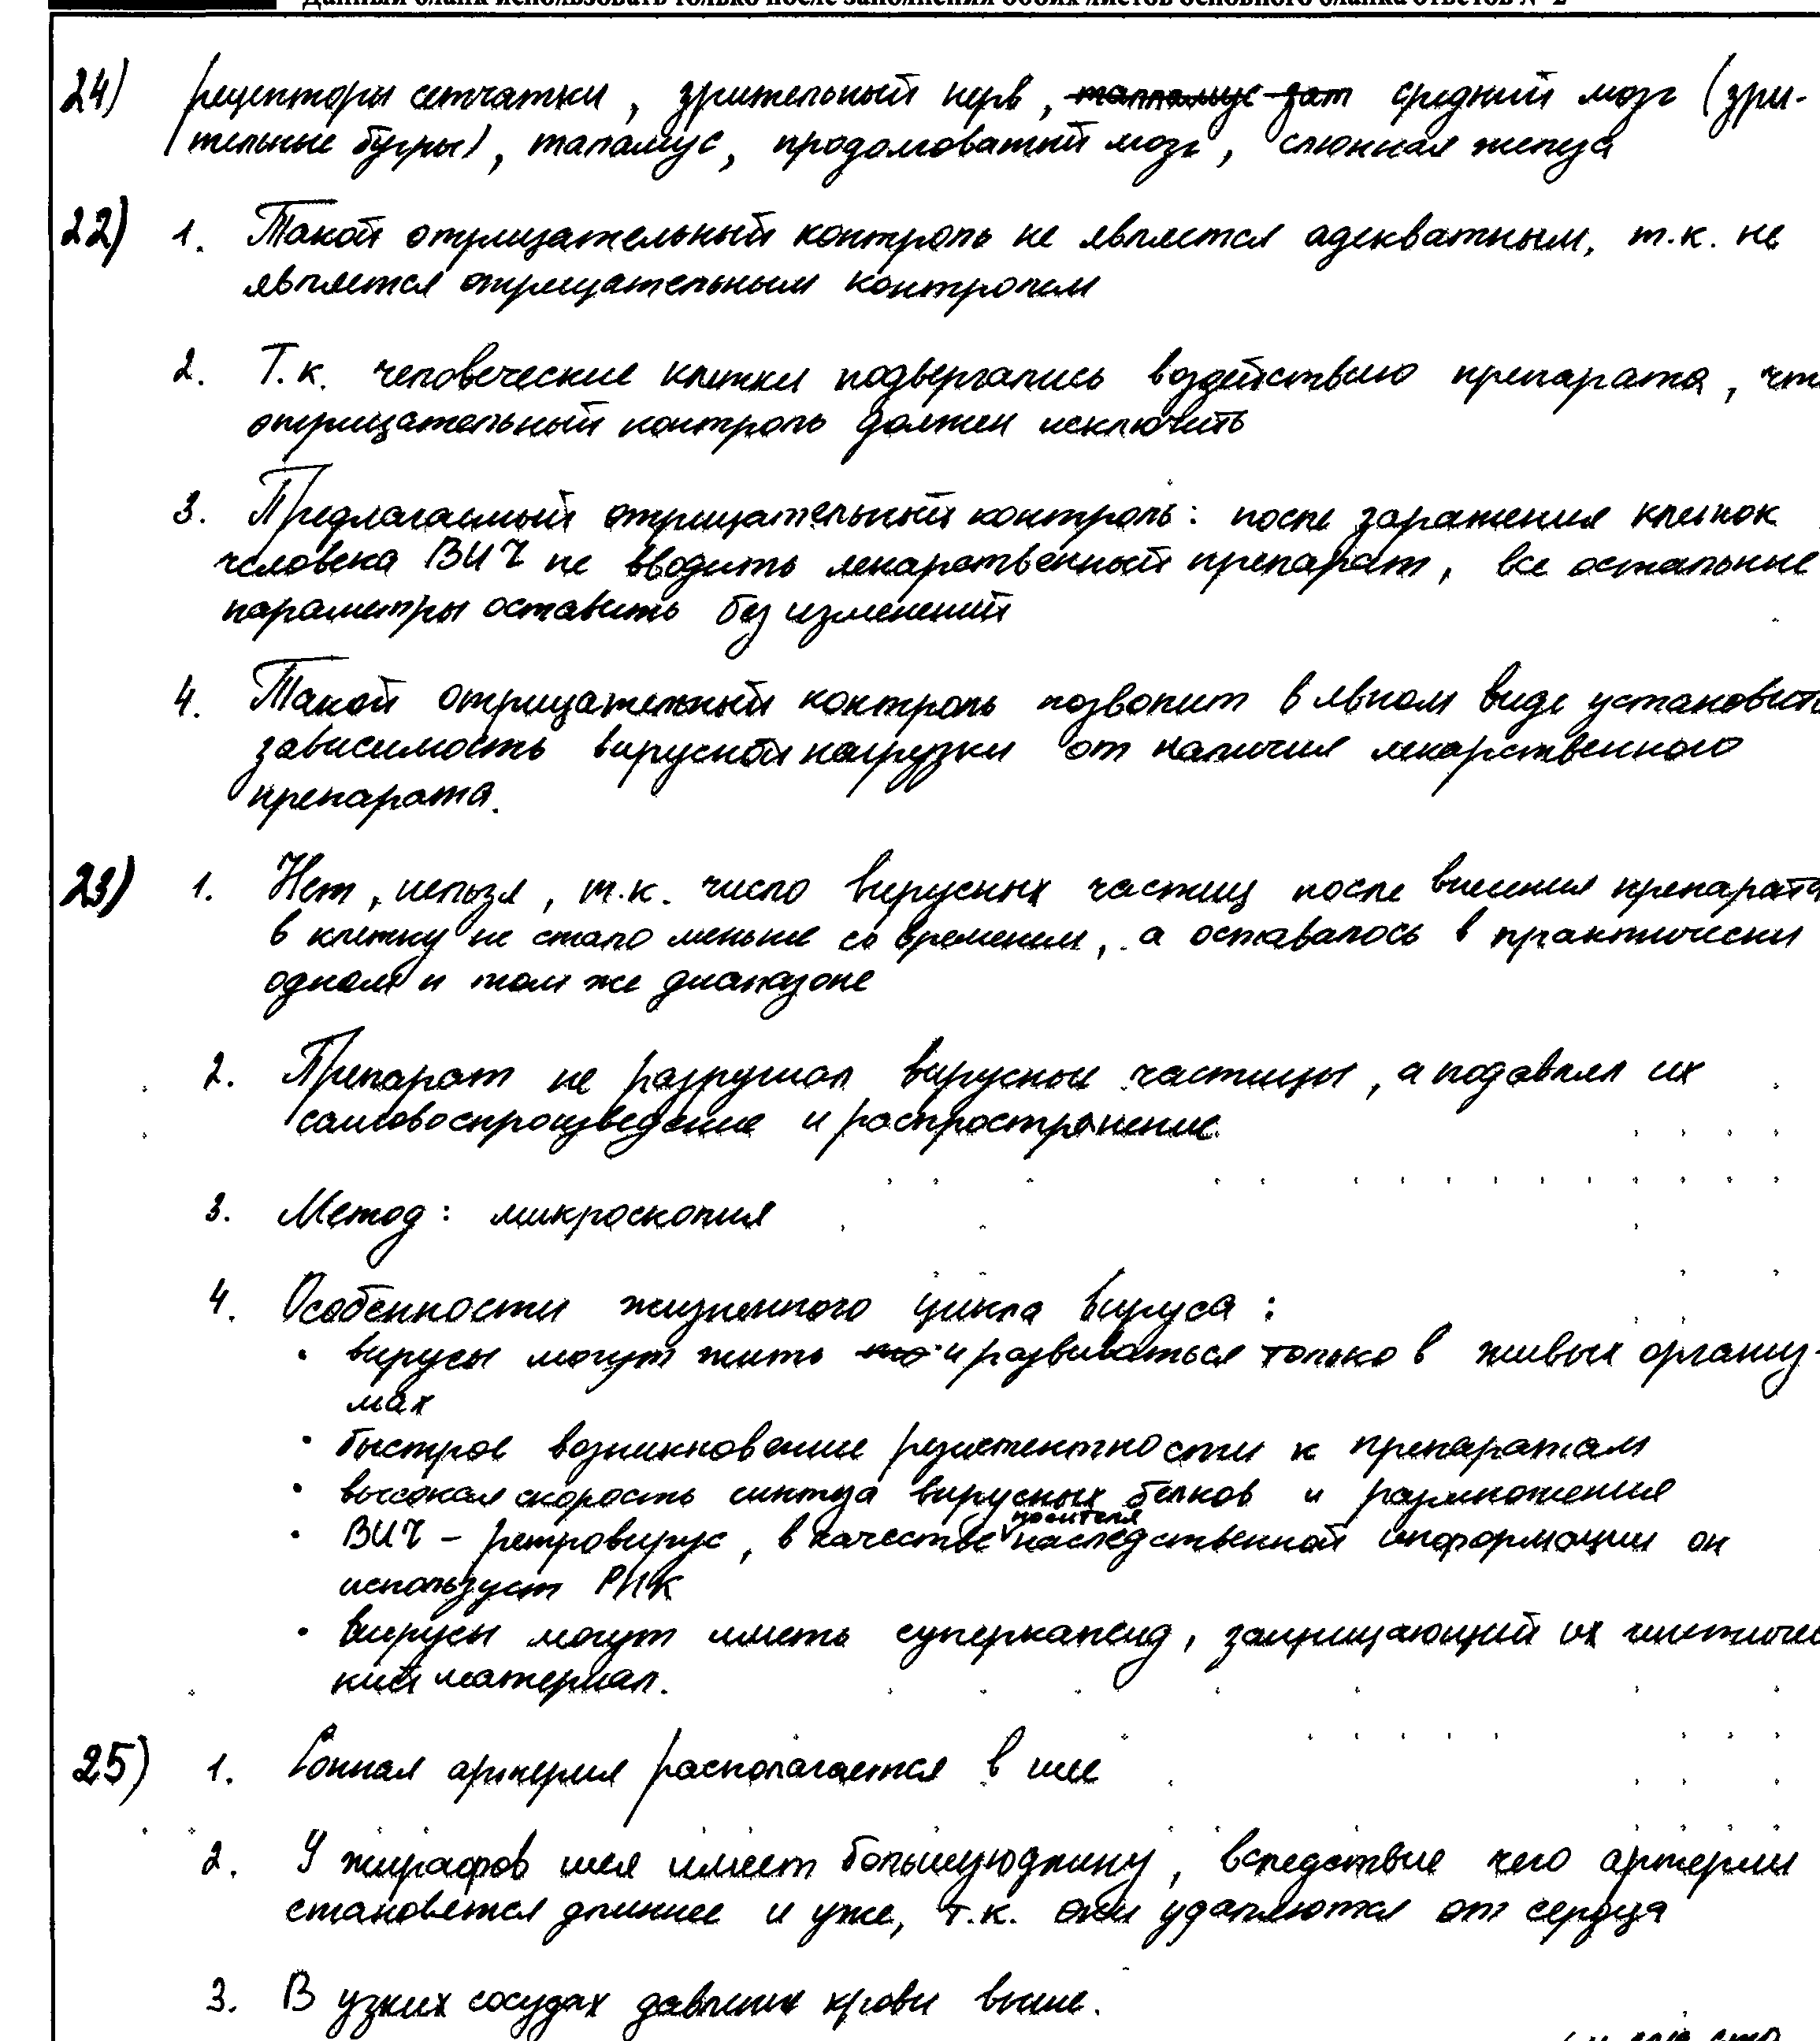 Данный бланк использовать только после заполнения обоих листов основного бланка ответов № 2
24) рецепторы сетчатки, зрительный нерв, таламус зат средний мозг (зри-
тельные бугры), таламус, продолговатый мозг, слюнная железа
22) 1. Такой отрицательный контроль не является адекватным, т.к. не
является отрицательным контролем
2. Т.к. человеческие клетки подвергались воздействию препарата, что
отрицательный контроль должен исключить
3. Предлагаемый отрицательный контроль: после заражения клеток
человека ВИЧ не вводить лекарственный препарат, все остальные
параметры оставить без изменений
4. Такой отрицательный контроль позволит в явном виде установить
зависимость вирусной нагрузки от наличия лекарственного
препарата.
23) 1. Нет, нельзя, т.к. число вирусных частиц после внесения препарата
в клетку не стало меньше со временем, а оставалось в практически
одном и том же диапазоне
2. Препарат не разрушал вирусные частицы, а подавлял их
самовоспроизведение и распространение.
3. Метод: микроскопия
4. Особенности жизненного цикла вируса:
• вирусы могут жить и развиваться только в живых организ-
мах
• быстрое возникновение резистентности к препаратам
• высокая скорость синтеза вирусных белков и размножения
• ВИЧ - ретровирус, в качестве носителя наследственной информации он
использует РНК
• вирусы могут иметь суперкапсид, защищающий их генетичес
кий материал.
25) 1. Сонная артерия располагается в шее
2. У жирафов шея имеет большую длину, вследствие чего артерии
становятся длиннее и уже, т.к. они удаляются от сердца
3. В узких сосудах давление крови выше.